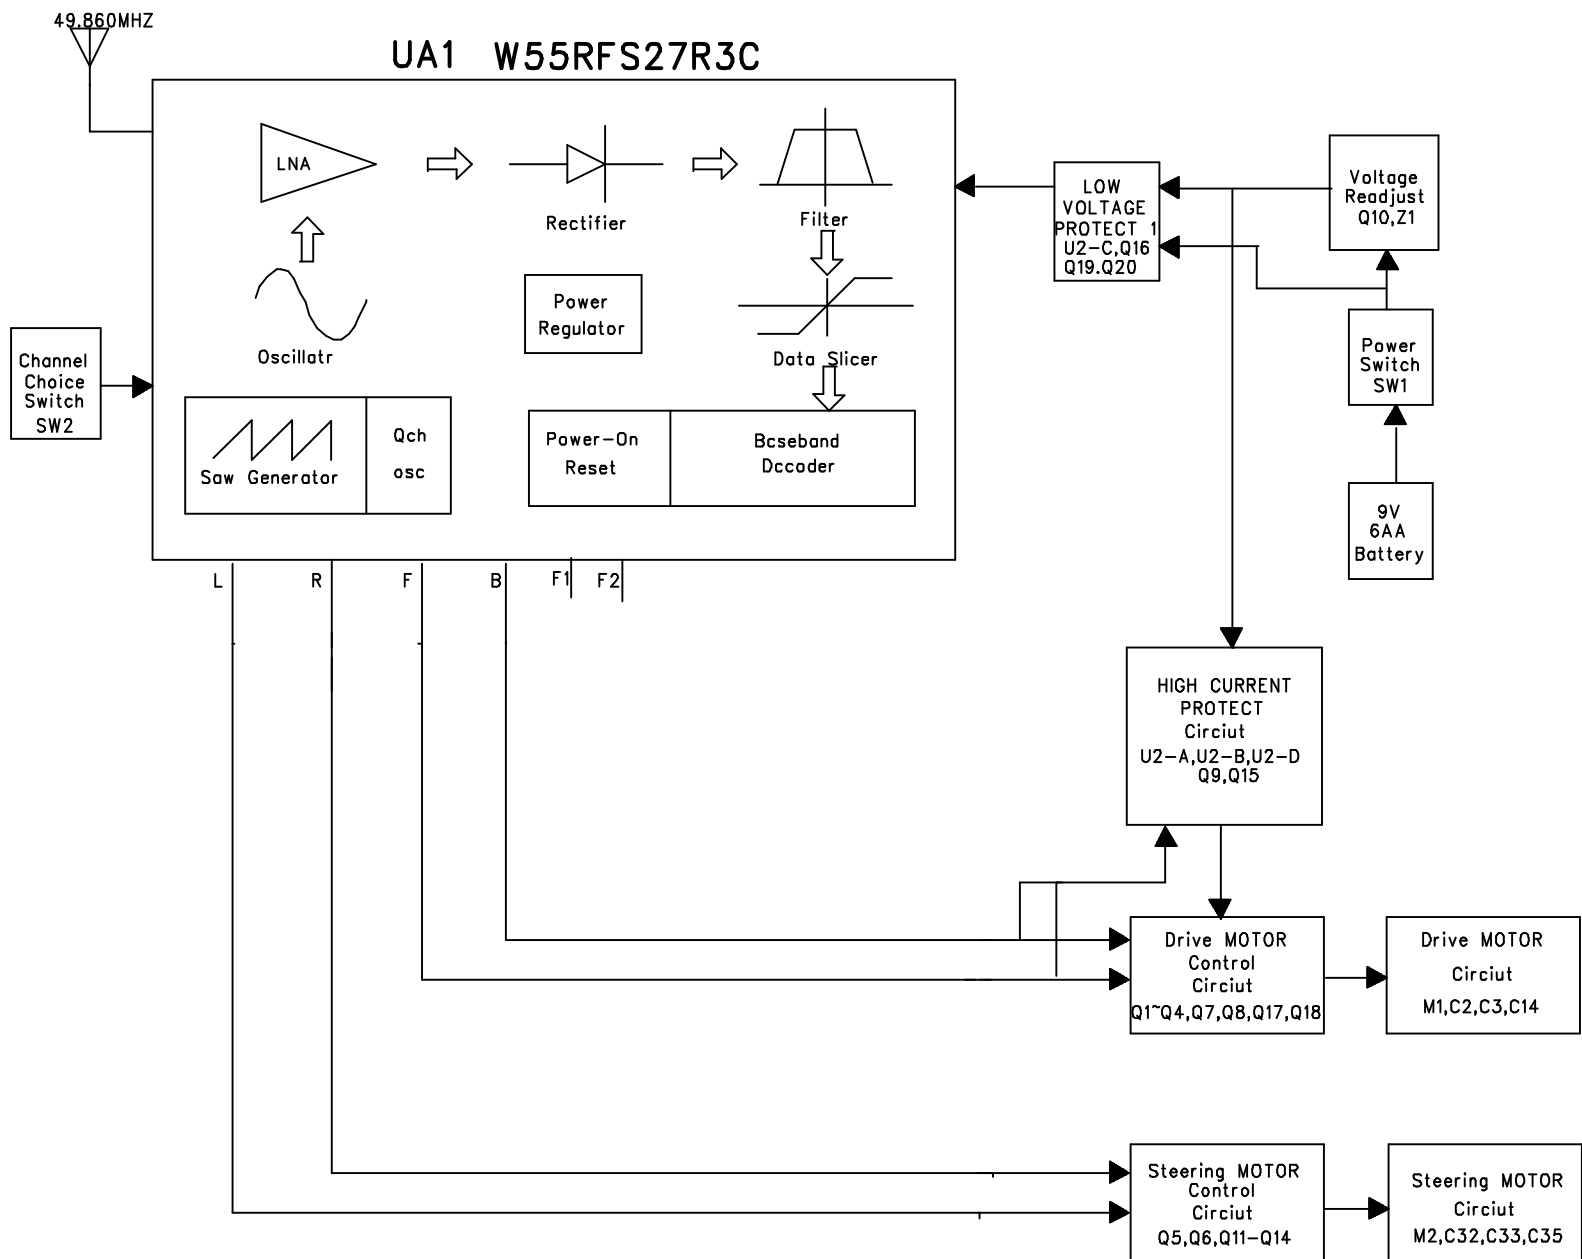 49.860MHZ
UA1 W55RFS27R3C
LNA
Rectifier
Filter
Oscillatr
Power
Regulator
Data Slicer
Saw Generator
Qch
osc
Power-On
Reset
Bcseband
Dccoder
Channel
Choice
Switch
SW2
LOW
VOLTAGE
PROTECT 1
U2-C,Q16
Q19.Q20
Voltage
Readjust
Q10,Z1
Power
Switch
SW1
9V
6AA
Battery
L
R
F
B
F1
F2
HIGH CURRENT
PROTECT
Circiut
U2-A,U2-B,U2-D
Q9,Q15
Drive MOTOR
Control
Circiut
Q1~Q4,Q7,Q8,Q17,Q18
Drive MOTOR
Circiut
M1,C2,C3,C14
Steering MOTOR
Control
Circiut
Q5,Q6,Q11-Q14
Steering MOTOR
Circiut
M2,C32,C33,C35